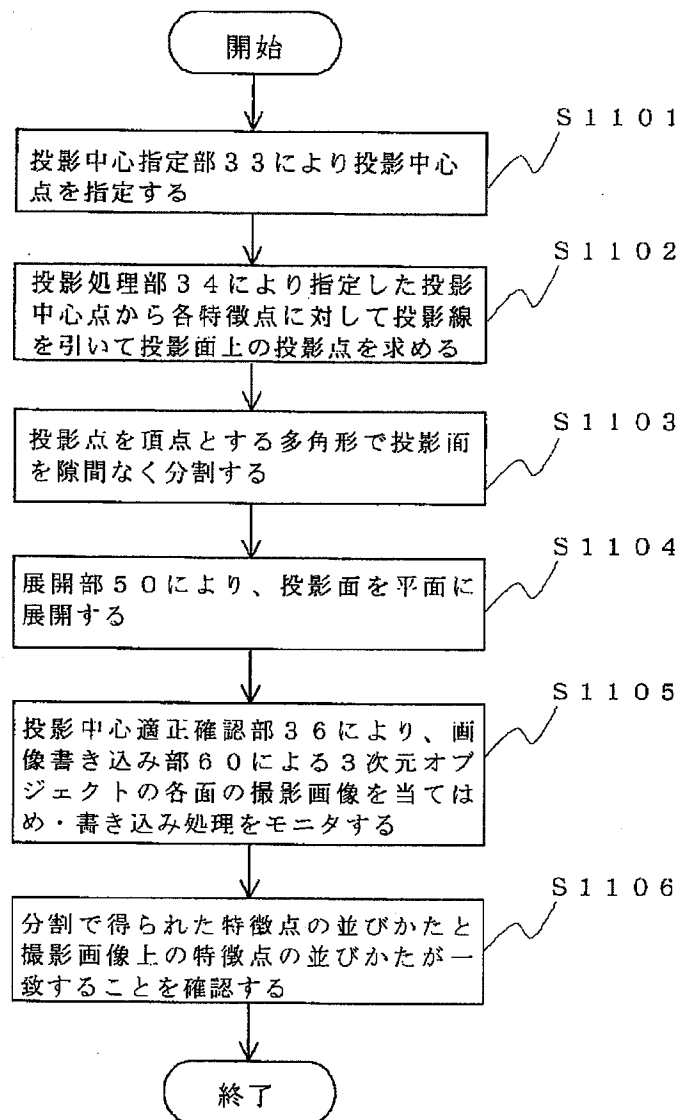 開始
S1101
投影中心指定部33により投影中心
点を指定する
S1102
投影処理部34により指定した投影
中心点から各特徴点に対して投影線
を引いて投影面上の投影点を求める
S1103
投影点を頂点とする多角形で投影面
を隙間なく分割する
S1104
展開部50により、投影面を平面に
展開する
S1105
投影中心適正確認部36により、画
像書き込み部60による3次元オブ
ジェクトの各面の撮影画像を当ては
め・書き込み処理をモニタする
S1106
分割で得られた特徴点の並びかたと
撮影画像上の特徴点の並びかたが一
致することを確認する
終了